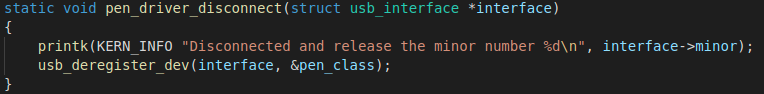 static void pen_driver_disconnect(struct usb_interface *interface)
{
    printk(KERN_INFO "Disconnected and release the minor number %d\n", interface->minor);
    usb_deregister_dev(interface, &pen_class);
}